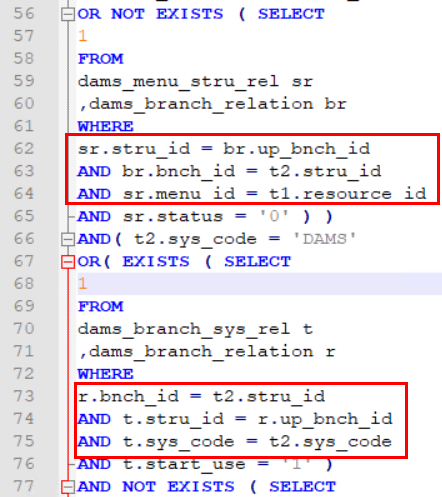 56 OR NOT EXISTS ( SELECT
57 1
58 FROM
59 dams_menu_stru_rel sr
60 ,dams_branch_relation br
61 WHERE
62 sr.stru_id = br.up_bnch_id
63 AND br.bnch_id = t2.stru_id
64 AND sr.menu_id = t1.resource_id
65 AND sr.status = '0' ) )
66 AND( t2.sys_code = 'DAMS'
67 OR( EXISTS ( SELECT
68 1
69 FROM
70 dams_branch_sys_rel t
71 ,dams_branch_relation r
72 WHERE
73 r.bnch_id = t2.stru_id
74 AND t.stru_id = r.up_bnch_id
75 AND t.sys_code = t2.sys_code
76 AND t.start_use = '1' )
77 AND NOT EXISTS ( SELECT